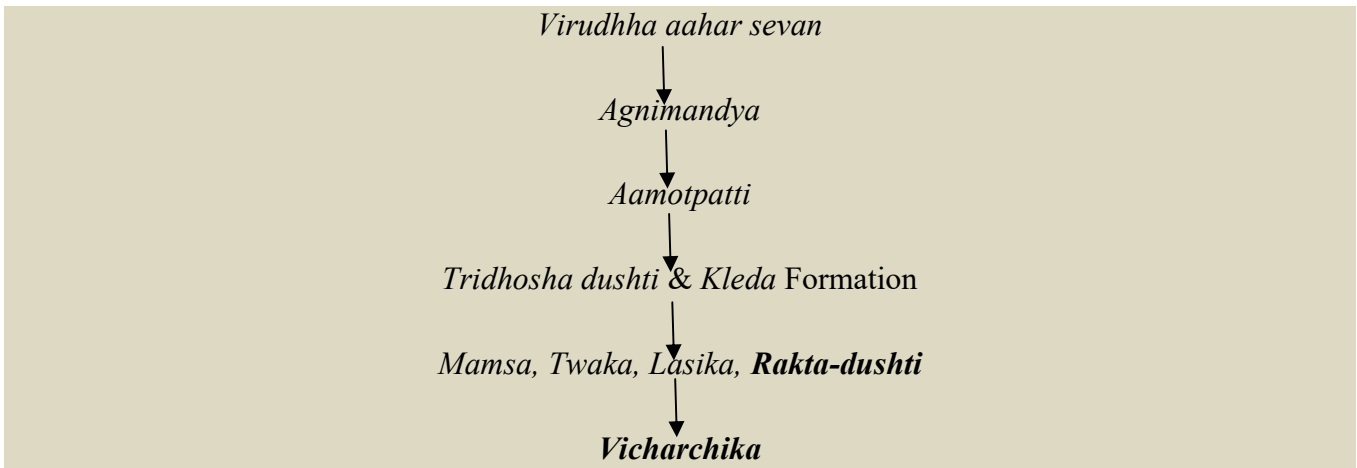 Virudhha aahar sevan
Agnimandya
Aamotpatti
Tridhosha dushti & Kleda Formation
Mamsa, Twaka, Lasika, Rakta-dushti
Vicharchika